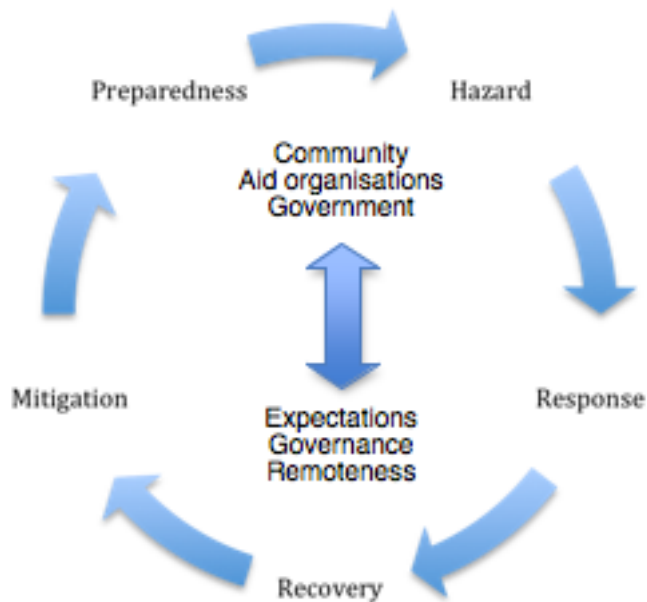 Preparedness
Hazard
Community
Aid organisations
Government
Mitigation
Response
Expectations
Governance
Remoteness
Recovery